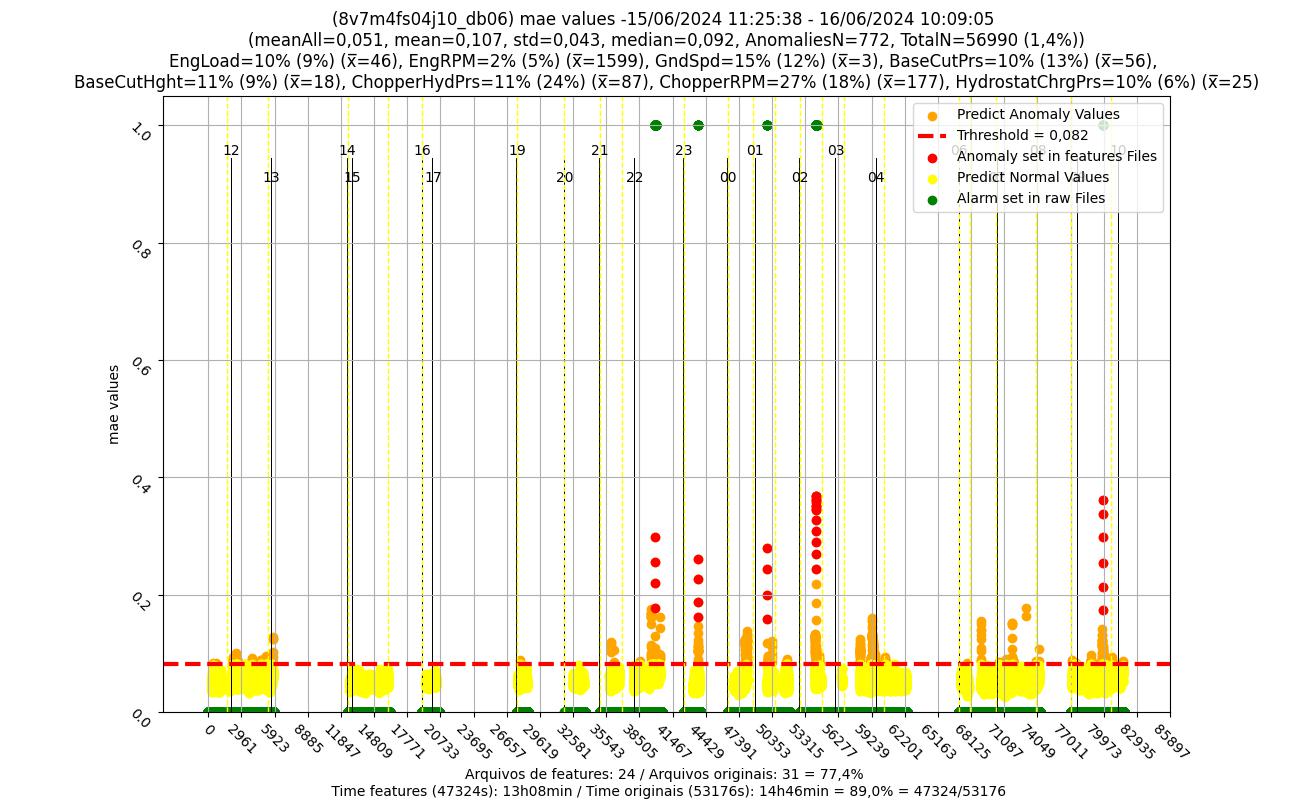 (8v7m4fs04j10_db06) mae values -15/06/2024 11:25:38 - 16/06/2024 10:09:05
(meanAll=0,051, mean=0,107, std=0,043, median=0,092, AnomaliesN=772, TotalN=56990 (1,4%))
EngLoad=10% (9%) (x̅=46), EngRPM=2% (5%) (x̅=1599), GndSpd=15% (12%) (x̅=3), BaseCutPrs=10% (13%) (x̅=56),
BaseCutHght=11% (9%) (x̅=18), ChopperHydPrs=11% (24%) (x̅=87), ChopperRPM=27% (18%) (x̅=177), HydrostatChrgPrs=10% (6%) (x̅=25)
Predict Anomaly Values
Trhreshold = 0,082
Anomaly set in features Files
Predict Normal Values
Alarm set in raw Files
12 14 16 19 21 23 01 03 06 08 10
13 15 17 20 22 00 02 04
1.0
0.8
0.6
0.4
0.2
0.0
mae values
0 2961 5923 8885 11847 14809 17771 20733 23695 26657 29619 32581 35543 38505 41467 44429 47391 50353 53315 56277 59239 62201 65163 68125 71087 74049 77011 79973 82935 85897
Arquivos de features: 24 / Arquivos originais: 31 = 77,4%
Time features (47324s): 13h08min / Time originais (53176s): 14h46min = 89,0% = 47324/53176